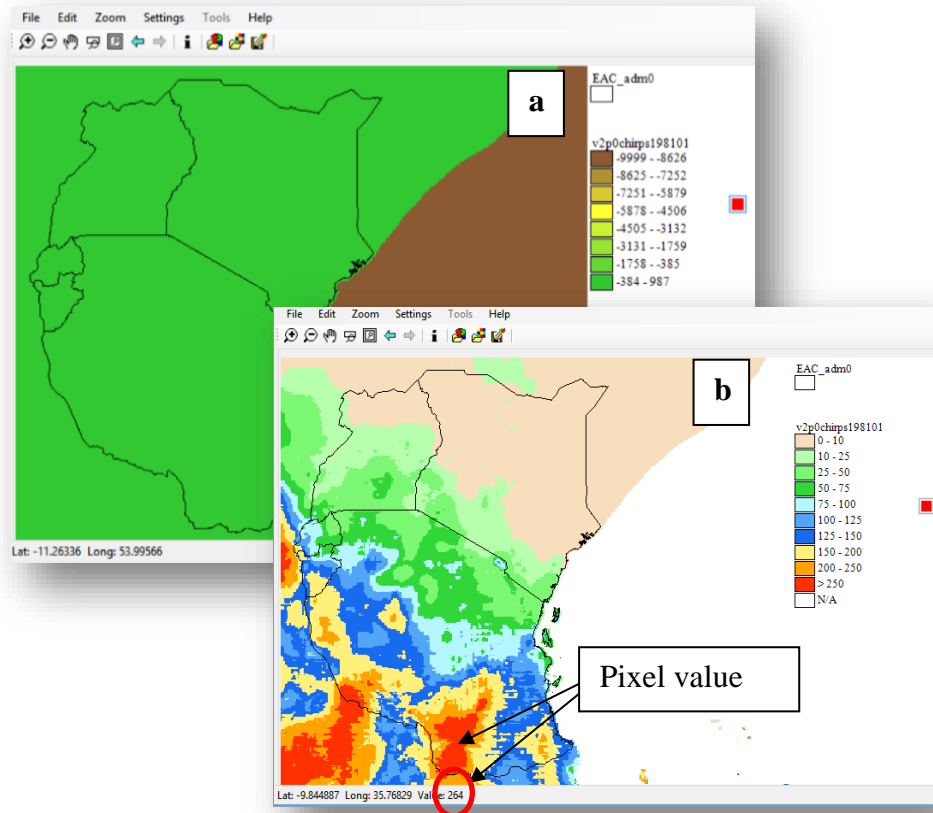 File Edit Zoom Settings Tools Help
a
EAC_adm0
v2p0chirps198101
-9999 - -8626
-8625 - -7252
-7251 - -5879
-5878 - -4506
-4505 - -3132
-3131 - -1759
-1758 - -385
-384 - 987
Lat: -11.26336 Long: 53.99566
File Edit Zoom Settings Tools Help
b
EAC_adm0
v2p0chirps198101
0 - 10
10 - 25
25 - 50
50 - 75
75 - 100
100 - 125
125 - 150
150 - 200
200 - 250
> 250
N/A
Pixel value
Lat: -9.844887 Long: 35.76829 Value: 264